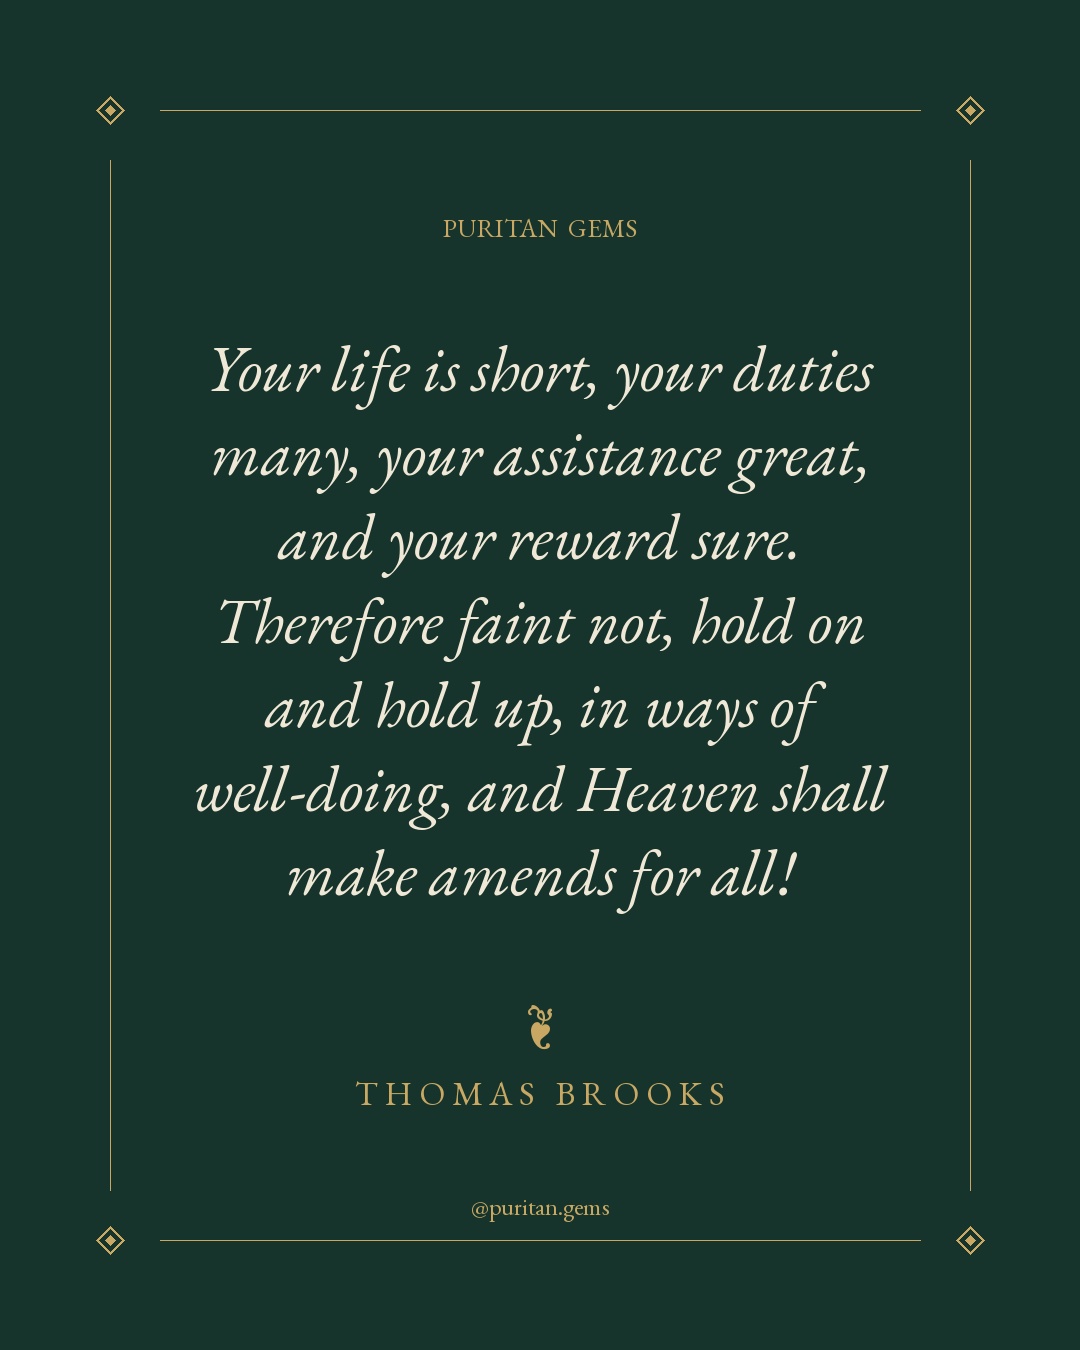 PURITAN GEMS
Your life is short, your duties
many, your assistance great,
and your reward sure.
Therefore faint not, hold on
and hold up, in ways of
well-doing, and Heaven shall
make amends for all!
THOMAS BROOKS
@puritan.gems